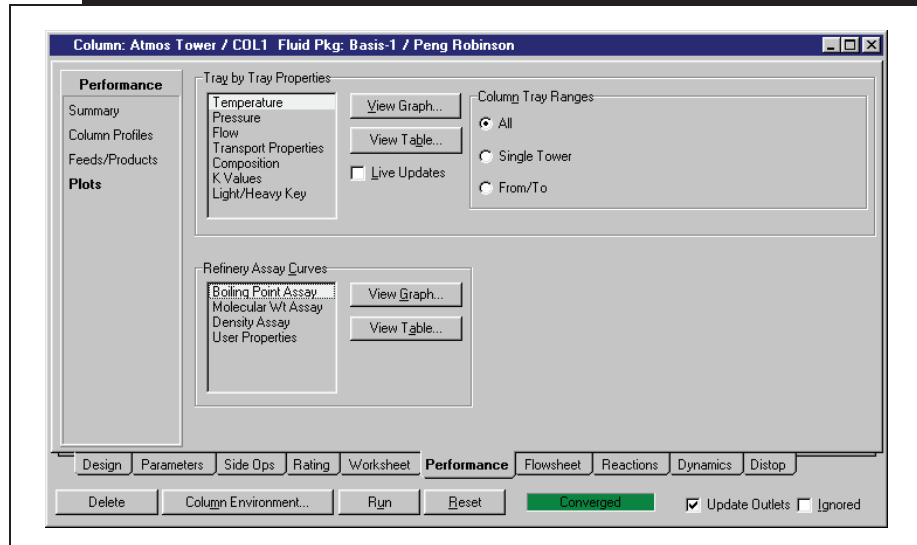 Column: Atmos Tower / COL1 Fluid Pkg: Basis-1 / Peng Robinson
Performance
Summary
Column Profiles
Feeds/Products
Plots
Tray by Tray Properties
Temperature
Pressure
Flow
Transport Properties
Composition
K Values
Light/Heavy Key
View Graph...
View Table...
Live Updates
Column Tray Ranges
All
Single Tower
From/To
Refinery Assay Curves
Boiling Point Assay
Molecular Wt Assay
Density Assay
User Properties
View Graph...
View Table...
Design Parameters Side Ops Rating Worksheet Performance Flowsheet Reactions Dynamics Distop
Delete Column Environment... Run Reset Converged Update Outlets Ignored